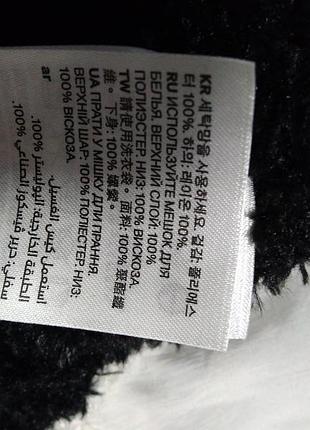 KR 세탁망을 사용하세요. 겉감: 폴리에스
터 100%. 하의: 레이온 100%.
RU ИСПОЛЬЗУЙТЕ МЕШОК ДЛЯ
БЕЛЬЯ. ВЕРХНИЙ СЛОЙ: 100%
ПОЛИЭСТЕР. НИЗ: 100% ВИСКОЗА.
TW 請使用洗衣袋。面料: 100% 聚酯纖
維。下身: 100% 嫘縈。
UA ПРАТИ У МІШКУ ДЛЯ ПРАННЯ.
ВЕРХНІЙ ШАР: 100% ПОЛІЕСТЕР. НИЗ:
100% ВІСКОЗА.
ar
استعمل كيس الغسيل.
الطبقة الخارجية: البوليستر 100%.
سفلي: حرير فيسكوز الصناعي 100%.